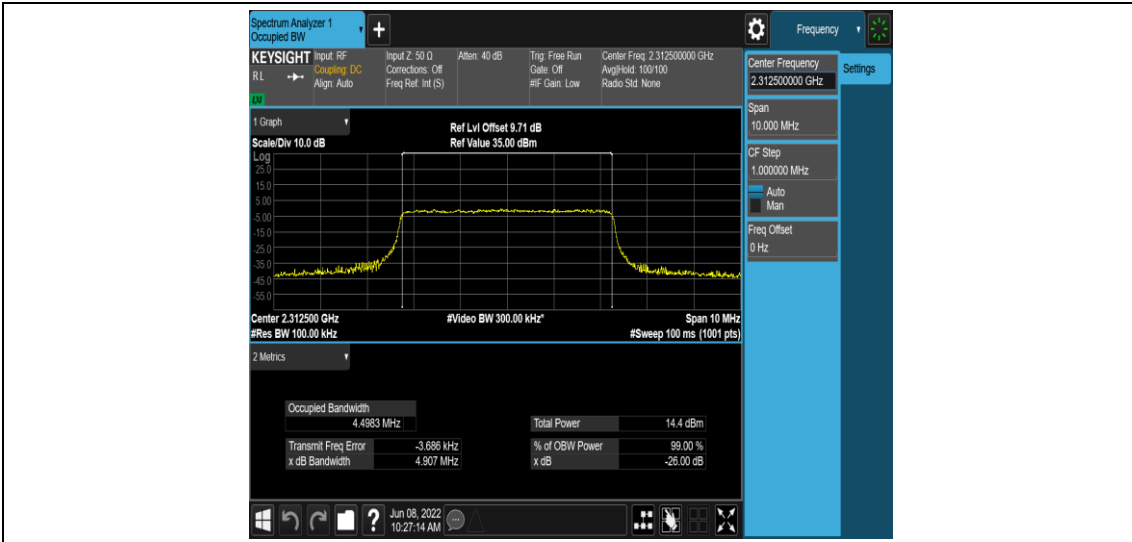 Spectrum Analyzer 1
Occupied BW
+
Frequency
KEYSIGHT
RL
LXI
Input: RF
Coupling: DC
Align: Auto
Input Z: 50 Ω
Corrections: Off
Freq Ref: Int (S)
Atten: 40 dB
Trig: Free Run
Gate: Off
#IF Gain: Low
Center Freq: 2.312500000 GHz
Avg|Hold: 100/100
Radio Std: None
Center Frequency
2.312500000 GHz
Settings
Span
10.000 MHz
CF Step
1.000000 MHz
Auto
Man
Freq Offset
0 Hz
1 Graph
Ref Lvl Offset 9.71 dB
Scale/Div 10.0 dB
Ref Value 35.00 dBm
Log
25.0
15.0
5.00
-5.00
-15.0
-25.0
-35.0
-45.0
-55.0
Center 2.312500 GHz
#Video BW 300.00 kHz*
Span 10 MHz
#Res BW 100.00 kHz
#Sweep 100 ms (1001 pts)
2 Metrics
Occupied Bandwidth
4.4983 MHz
Total Power 14.4 dBm
Transmit Freq Error -3.686 kHz
% of OBW Power 99.00 %
x dB Bandwidth 4.907 MHz
x dB -26.00 dB
?
Jun 08, 2022
10:27:14 AM